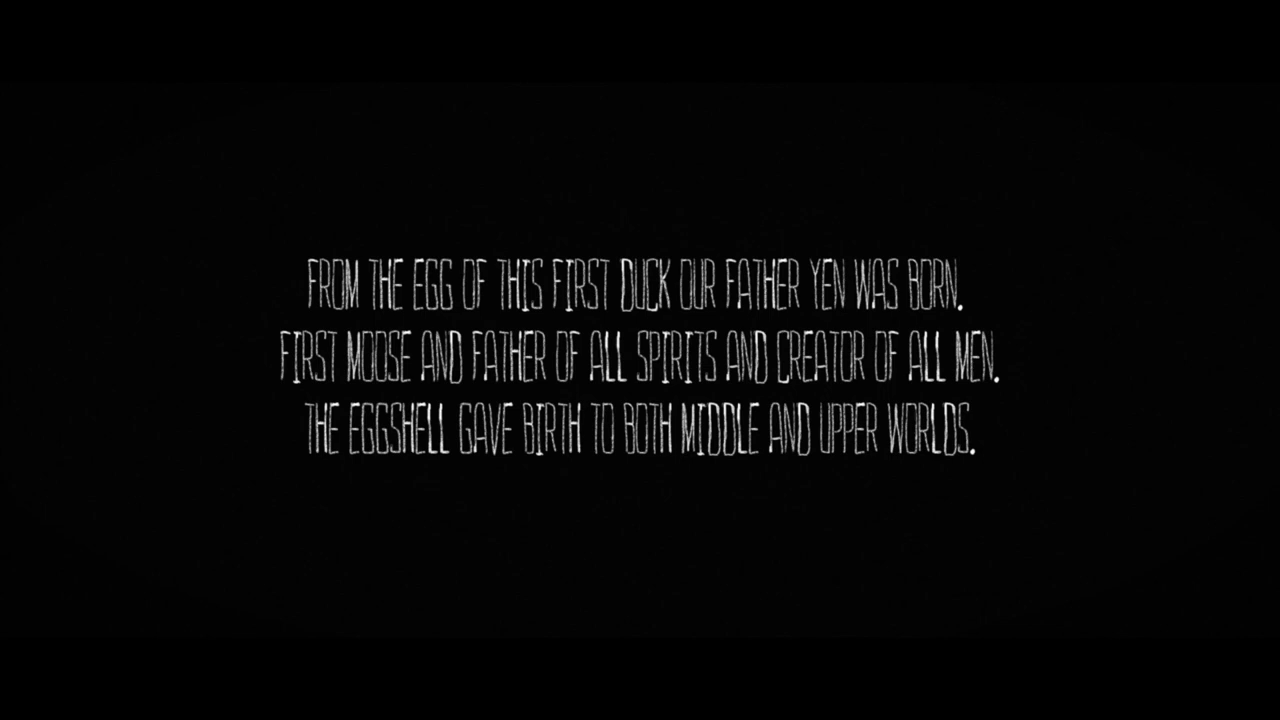 FROM THE EGG OF THIS FIRST DUCK OUR FATHER YEN WAS BORN.
FIRST MOOSE AND FATHER OF ALL SPIRITS AND CREATOR OF ALL MEN.
THE EGGSHELL GAVE BIRTH TO BOTH MIDDLE AND UPPER WORLDS.